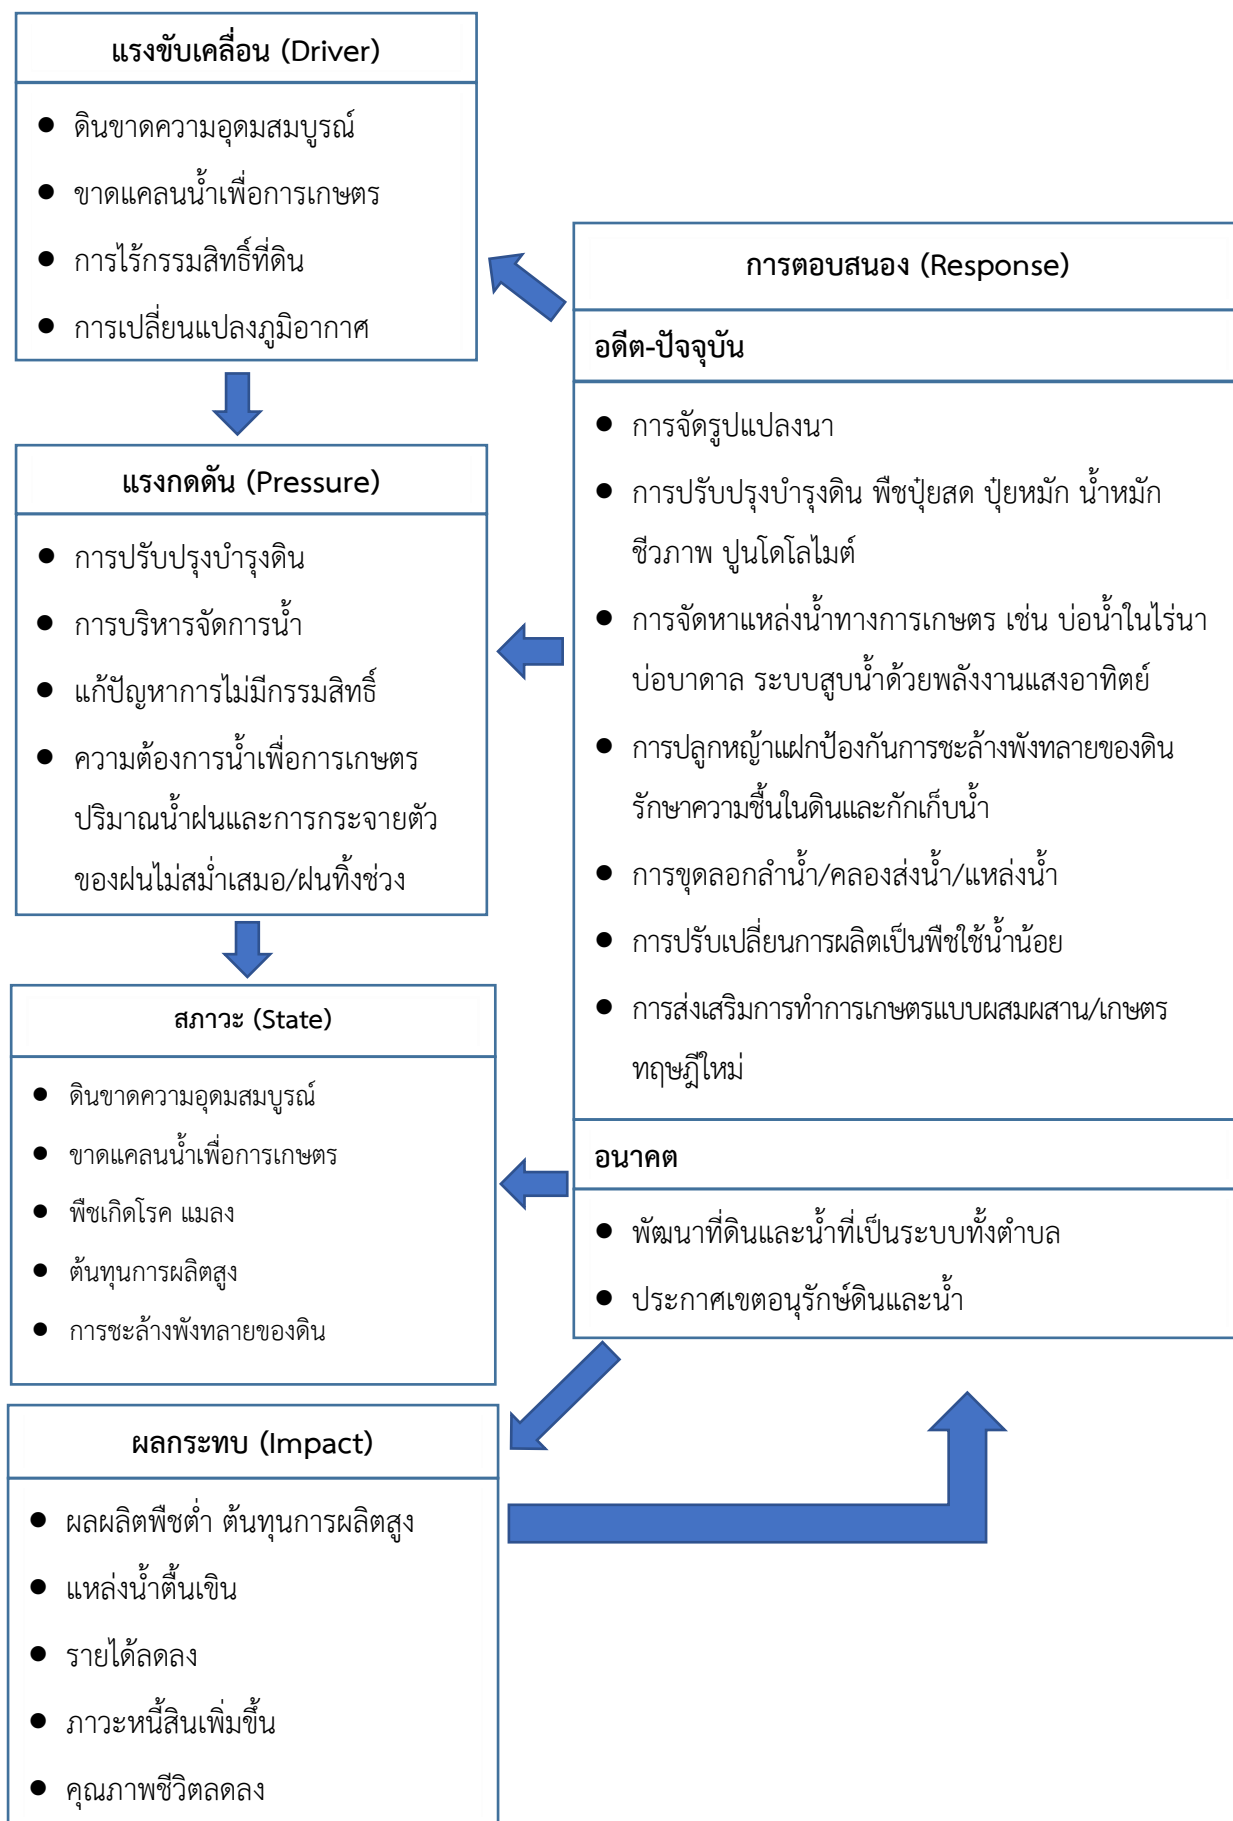 แรงขับเคลื่อน (Driver)
● ดินขาดความอุดมสมบูรณ์
● ขาดแคลนน้ำเพื่อการเกษตร
● การไร้กรรมสิทธิ์ที่ดิน
● การเปลี่ยนแปลงภูมิอากาศ
แรงกดดัน (Pressure)
● การปรับปรุงบำรุงดิน
● การบริหารจัดการน้ำ
● แก้ปัญหาการไม่มีกรรมสิทธิ์
● ความต้องการน้ำเพื่อการเกษตร
ปริมาณน้ำฝนและการกระจายตัว
ของฝนไม่สม่ำเสมอ/ฝนทิ้งช่วง
สภาวะ (State)
● ดินขาดความอุดมสมบูรณ์
● ขาดแคลนน้ำเพื่อการเกษตร
● พืชเกิดโรค แมลง
● ต้นทุนการผลิตสูง
● การชะล้างพังทลายของดิน
ผลกระทบ (Impact)
● ผลผลิตพืชต่ำ ต้นทุนการผลิตสูง
● แหล่งน้ำตื้นเขิน
● รายได้ลดลง
● ภาวะหนี้สินเพิ่มขึ้น
● คุณภาพชีวิตลดลง
การตอบสนอง (Response)
อดีต-ปัจจุบัน
● การจัดรูปแปลงนา
● การปรับปรุงบำรุงดิน พืชปุ๋ยสด ปุ๋ยหมัก น้ำหมัก
ชีวภาพ ปูนโดโลไมต์
● การจัดหาแหล่งน้ำทางการเกษตร เช่น บ่อน้ำในไร่นา
บ่อบาดาล ระบบสูบน้ำด้วยพลังงานแสงอาทิตย์
● การปลูกหญ้าแฝกป้องกันการชะล้างพังทลายของดิน
รักษาความชื้นในดินและกักเก็บน้ำ
● การขุดลอกลำน้ำ/คลองส่งน้ำ/แหล่งน้ำ
● การปรับเปลี่ยนการผลิตเป็นพืชใช้น้ำน้อย
● การส่งเสริมการทำการเกษตรแบบผสมผสาน/เกษตร
ทฤษฎีใหม่
อนาคต
● พัฒนาที่ดินและน้ำที่เป็นระบบทั้งตำบล
● ประกาศเขตอนุรักษ์ดินและน้ำ